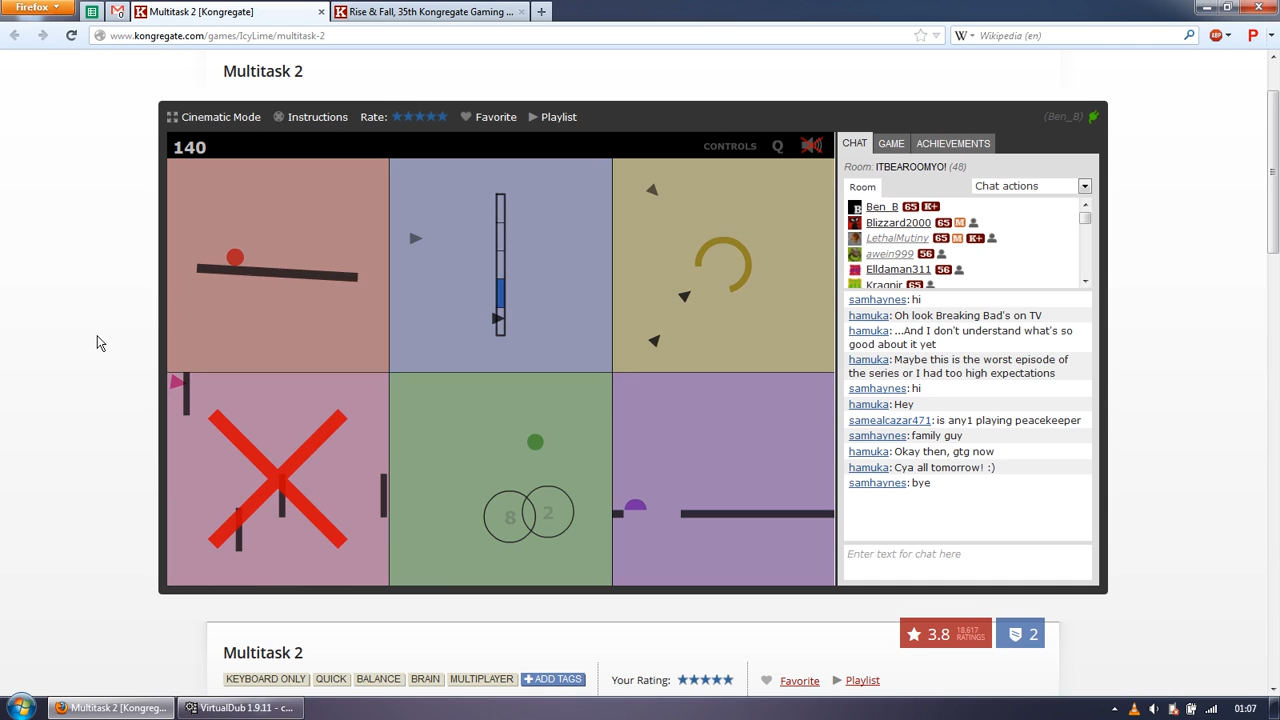 Firefox
Multitask 2 [Kongregate]
Rise & Fall, 35th Kongregate Gaming ...
www.kongregate.com/games/IcyLime/multitask-2
Wikipedia (en)
Multitask 2
Cinematic Mode Instructions Rate: Favorite Playlist
(Ben_B)
140
CONTROLS Q
CHAT GAME ACHIEVEMENTS
Room: ITBEAROOMYO! (48)
Room
Chat actions
Ben_B 65 K+
Blizzard2000 65 M
LethalMutiny 65 M K+
awein999 56
Elldaman311 56
Kragnir 65
samhaynes: hi
hamuka: Oh look Breaking Bad's on TV
hamuka: ...And I don't understand what's so
good about it yet
hamuka: Maybe this is the worst episode of
the series or I had too high expectations
samhaynes: hi
hamuka: Hey
samealcazar471: is any1 playing peacekeeper
samhaynes: family guy
hamuka: Okay then, gtg now
hamuka: Cya all tomorrow! :)
samhaynes: bye
Enter text for chat here
8 2
3.8 18,617
RATINGS
2
Multitask 2
KEYBOARD ONLY QUICK BALANCE BRAIN MULTIPLAYER ADD TAGS
Your Rating:
Favorite Playlist
Multitask 2 [Kongreg...
VirtualDub 1.9.11 - c...
01:07